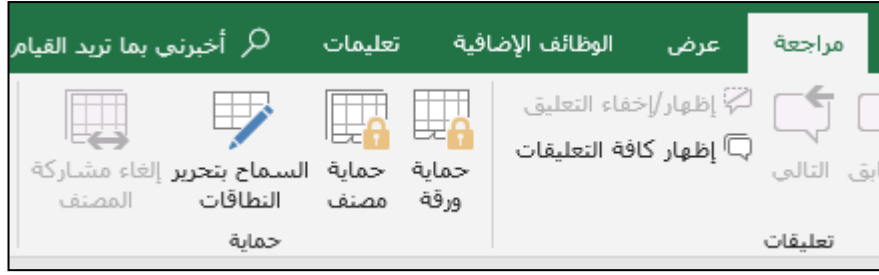 مراجعة عرض الوظائف الإضافية تعليمات أخبرني بما تريد القيام
إظهار/إخفاء التعليق
إظهار كافة التعليقات
التالي
تعليقات
حماية ورقة
حماية مصنف
السماح بتحرير النطاقات
إلغاء مشاركة المصنف
حماية